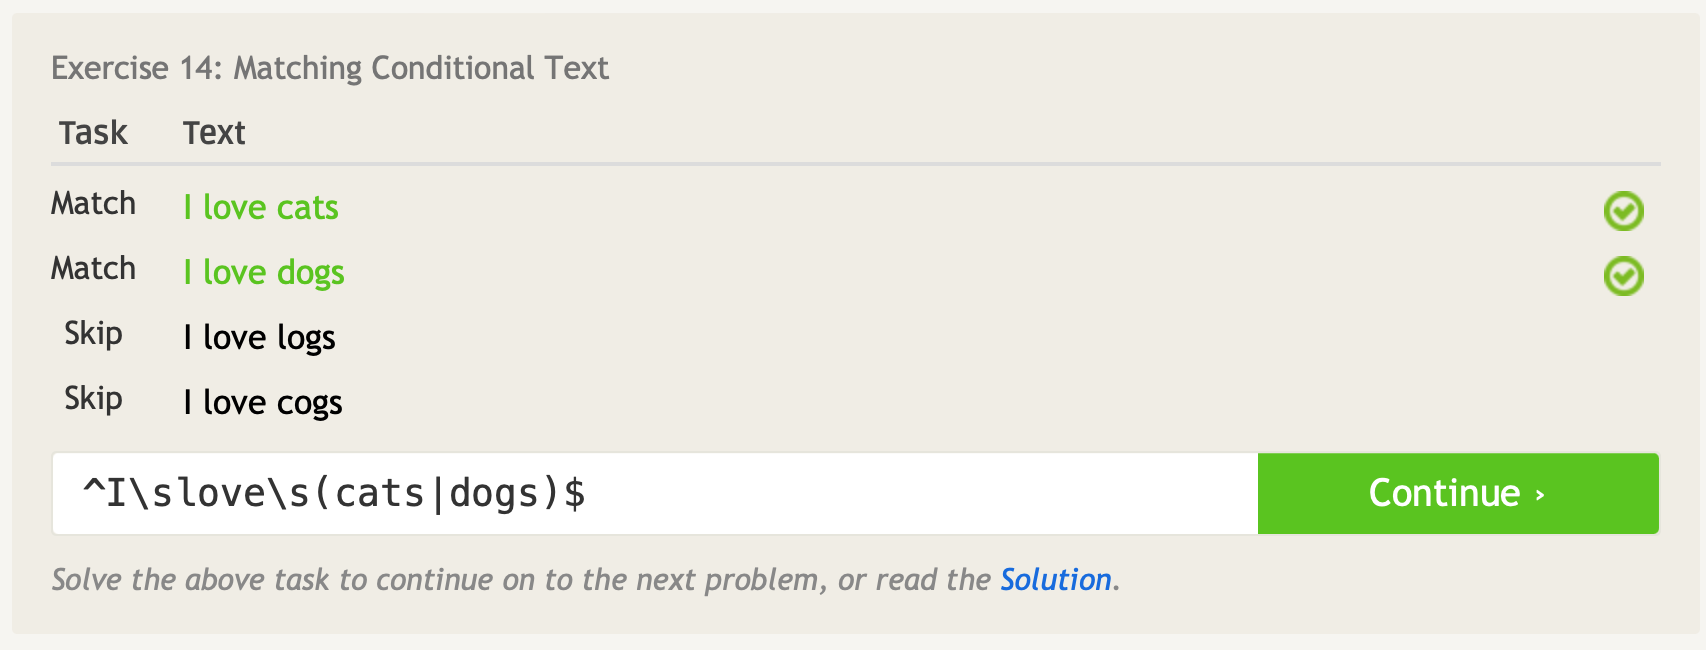 Exercise 14: Matching Conditional Text
Task Text
Match I love cats
Match I love dogs
Skip I love logs
Skip I love cogs
^I\slove\s(cats|dogs)$ Continue ›
Solve the above task to continue on to the next problem, or read the Solution.